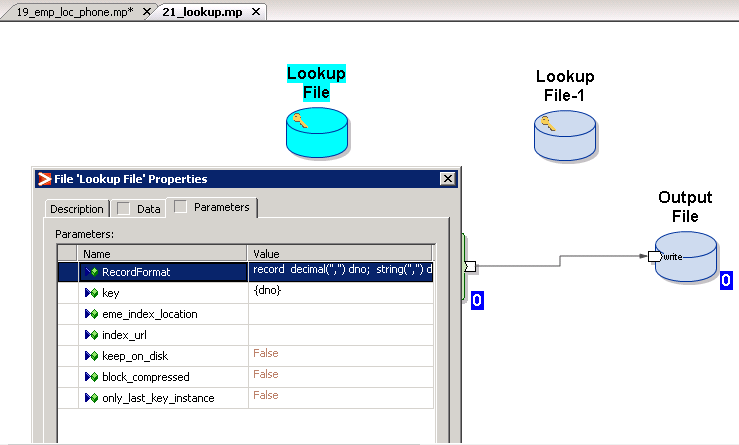 19_emp_loc_phone.mp*
21_lookup.mp
Lookup
File
Lookup
File-1
File 'Lookup File' Properties
Description
Data
Parameters
Parameters:
Name
Value
RecordFormat
record decimal(",") dno; string(",") d
key
{dno}
eme_index_location
index_url
keep_on_disk
False
block_compressed
False
only_last_key_instance
False
0
Output
File
write
0